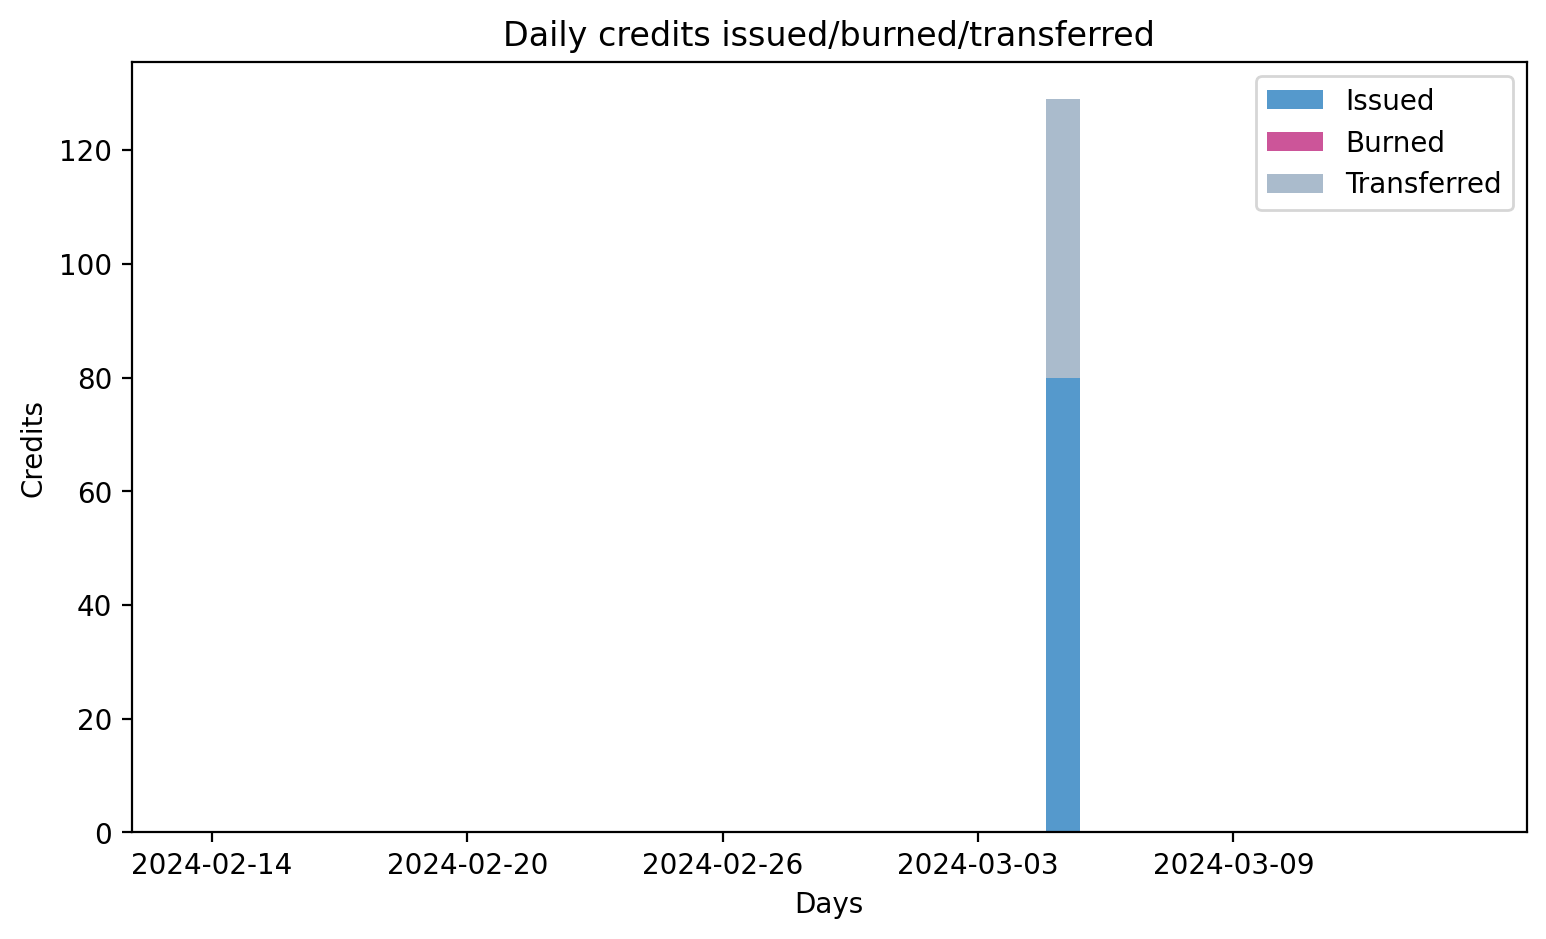 Daily credits issued/burned/transferred
Issued
Burned
Transferred
120
100
80
60
40
20
0
Credits
2024-02-14 2024-02-20 2024-02-26 2024-03-03 2024-03-09
Days